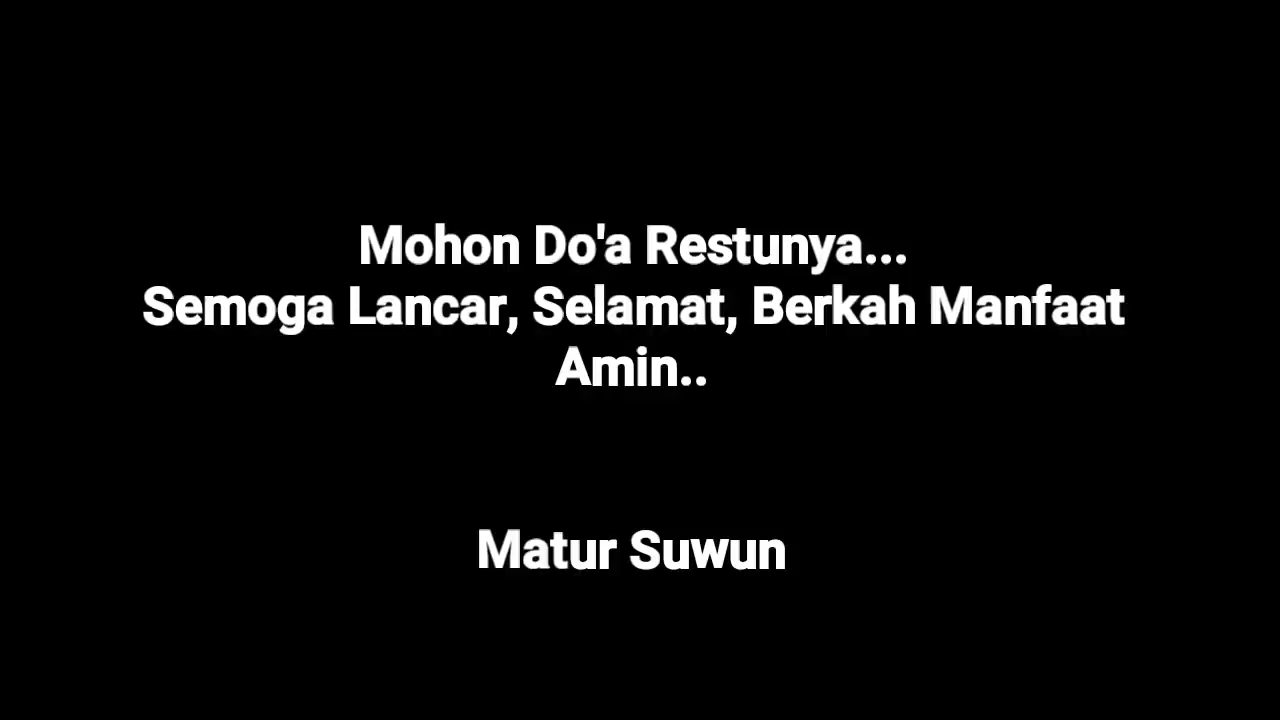 Mohon Do'a Restunya...
Semoga Lancar, Selamat, Berkah Manfaat
Amin..
Matur Suwun